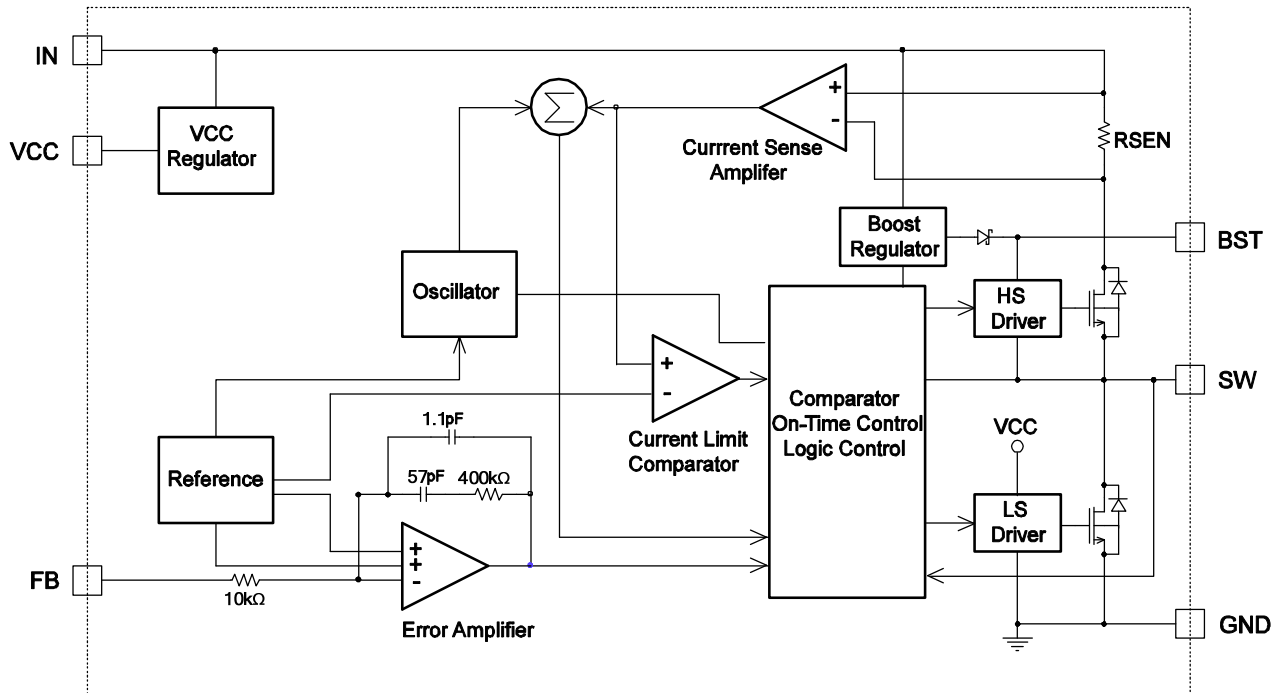 IN
VCC
VCC
Regulator
Σ
+
-
Currrent Sense
Amplifer
RSEN
Boost
Regulator
BST
Oscillator
HS
Driver
+
-
Current Limit
Comparator
SW
Comparator
On-Time Control
Logic Control
VCC
1.1pF
57pF
400kΩ
Reference
LS
Driver
+
+
-
FB
10kΩ
Error Amplifier
GND